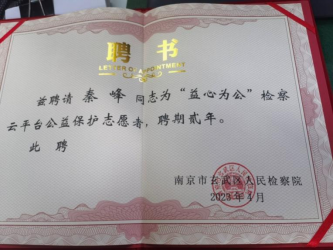 聘书
LETTER OF APPOINTMENT
兹聘请 秦峰 同志为“益心为公”检察
云平台公益保护志愿者，聘期贰年。
此聘
南京市玄武区人民检察院
2023年4月